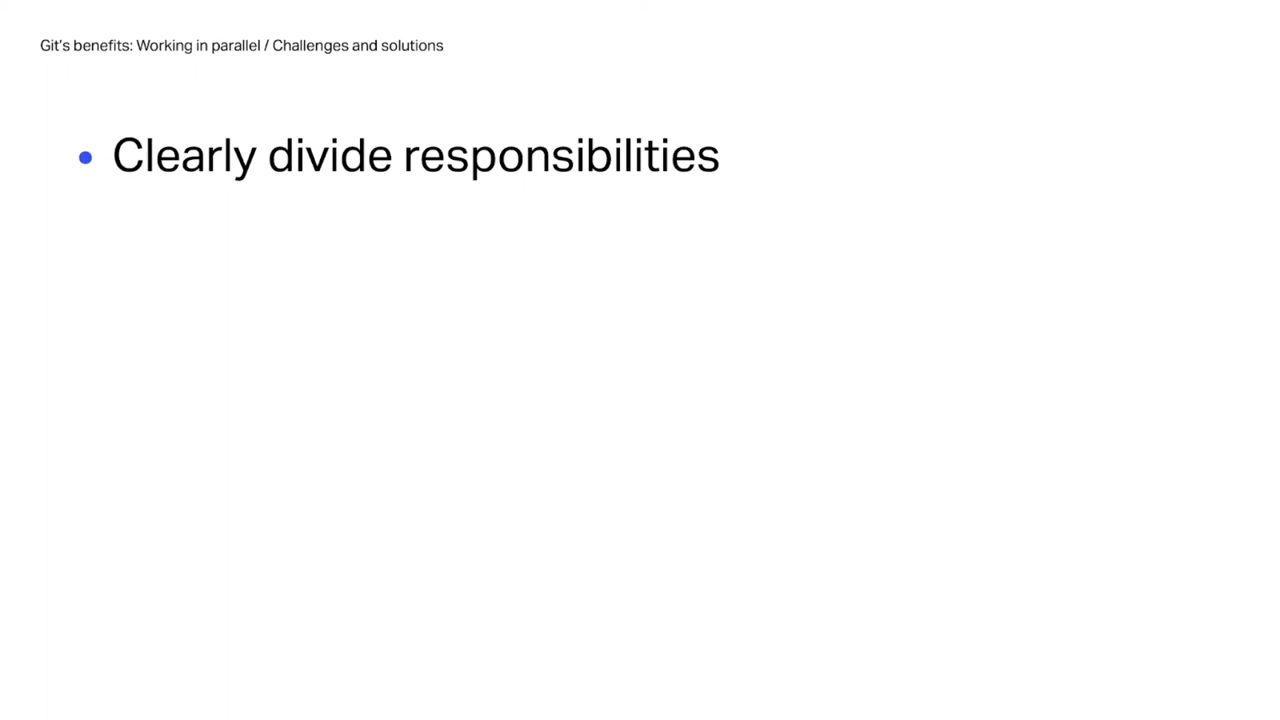 Git’s benefits: Working in parallel / Challenges and solutions
• Clearly divide responsibilities